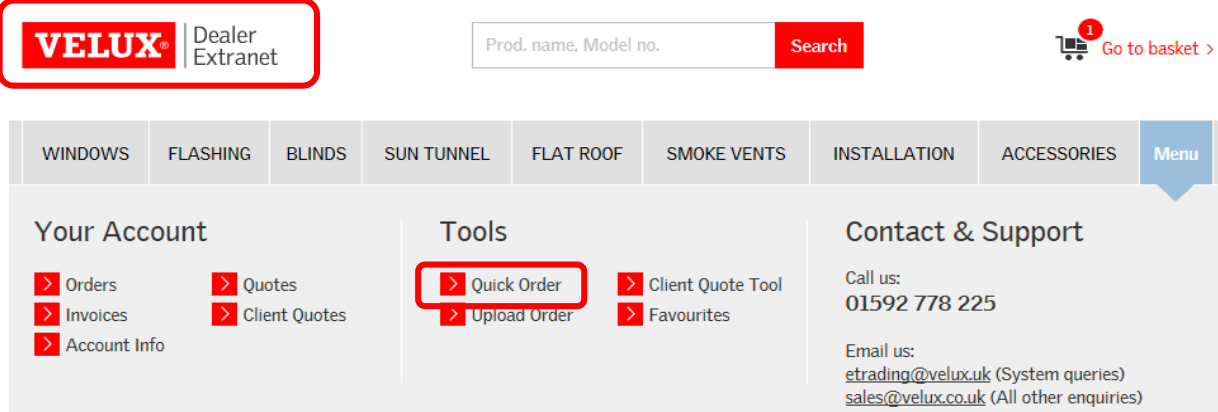 VELUX® Dealer
Extranet
Prod. name, Model no.
Search
1
Go to basket >
WINDOWS FLASHING BLINDS SUN TUNNEL FLAT ROOF SMOKE VENTS INSTALLATION ACCESSORIES Menu
Your Account
> Orders
> Invoices
> Account Info
> Quotes
> Client Quotes
Tools
> Quick Order
> Upload Order
> Client Quote Tool
> Favourites
Contact & Support
Call us:
01592 778 225
Email us:
etrading@velux.uk (System queries)
sales@velux.co.uk (All other enquiries)